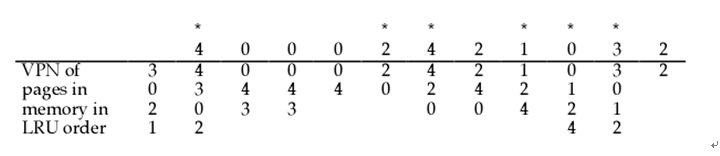 * * * * * *
4 0 0 0 2 4 2 1 0 3 2
VPN of 3 4 0 0 0 2 4 2 1 0 3 2
pages in 0 3 4 4 4 0 2 4 2 1 0
memory in 2 0 3 3 0 0 4 2 1
LRU order 1 2 4 2